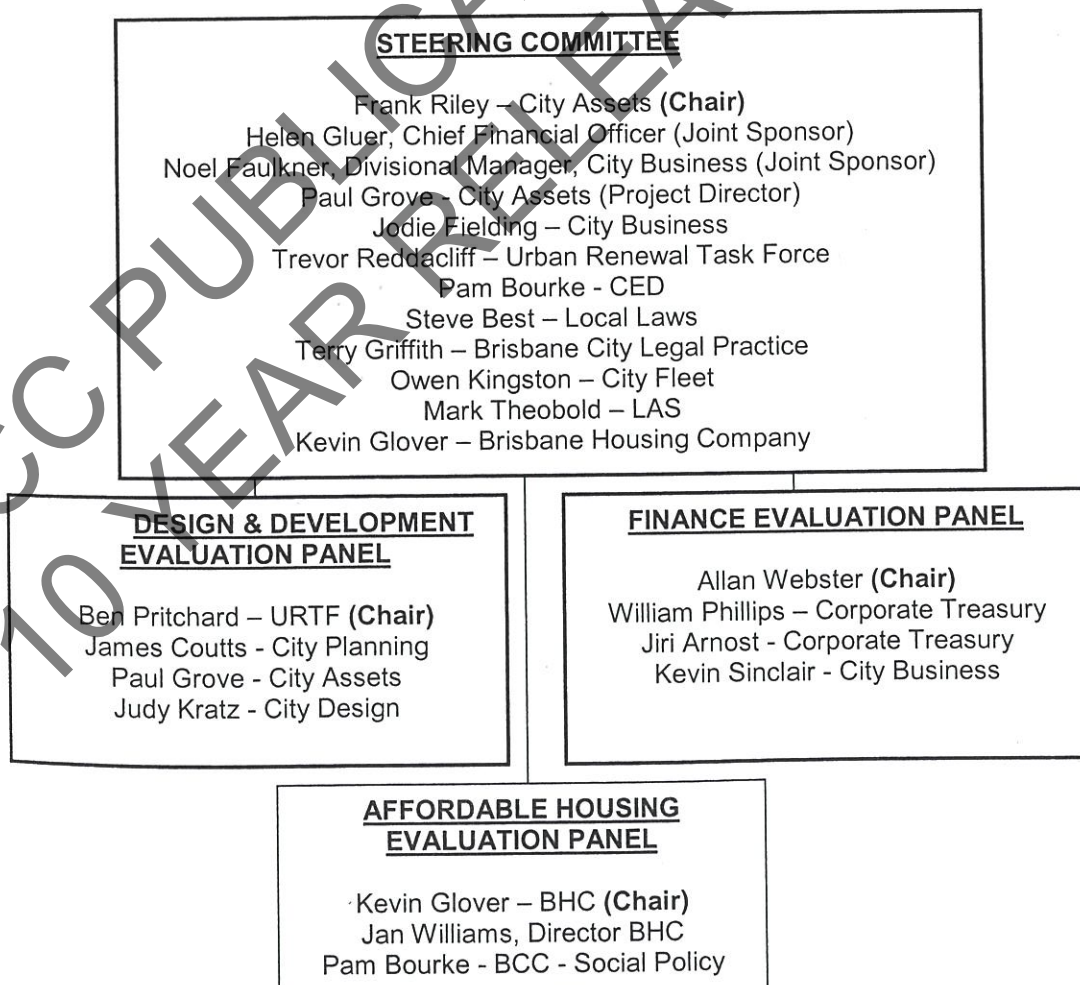 STEERING COMMITTEE
Frank Riley – City Assets (Chair)
Helen Gluer, Chief Financial Officer (Joint Sponsor)
Noel Faulkner, Divisional Manager, City Business (Joint Sponsor)
Paul Grove - City Assets (Project Director)
Jodie Fielding – City Business
Trevor Reddacliff – Urban Renewal Task Force
Pam Bourke - CED
Steve Best – Local Laws
Terry Griffith – Brisbane City Legal Practice
Owen Kingston – City Fleet
Mark Theobold – LAS
Kevin Glover – Brisbane Housing Company
DESIGN & DEVELOPMENT
EVALUATION PANEL
Ben Pritchard – URTF (Chair)
James Coutts - City Planning
Paul Grove - City Assets
Judy Kratz - City Design
FINANCE EVALUATION PANEL
Allan Webster (Chair)
William Phillips – Corporate Treasury
Jiri Arnost - Corporate Treasury
Kevin Sinclair - City Business
AFFORDABLE HOUSING
EVALUATION PANEL
Kevin Glover – BHC (Chair)
Jan Williams, Director BHC
Pam Bourke - BCC - Social Policy
10 YEAR